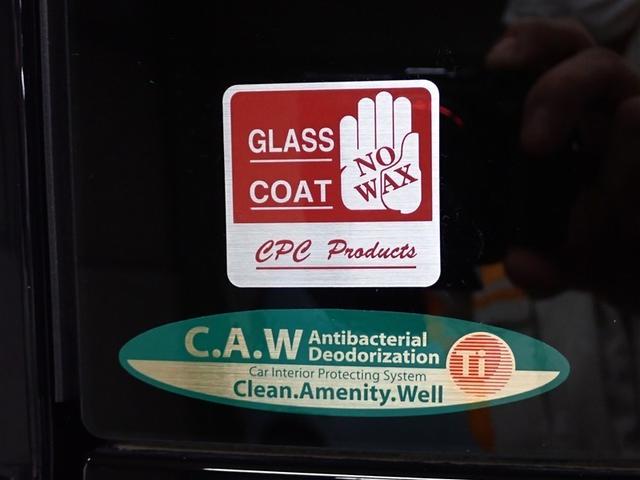 GLASS
COAT
NO
WAX
CPC Products
C.A.W Antibacterial
Deodorization
Ti
Car Interior Protecting System
Clean.Amenity.Well